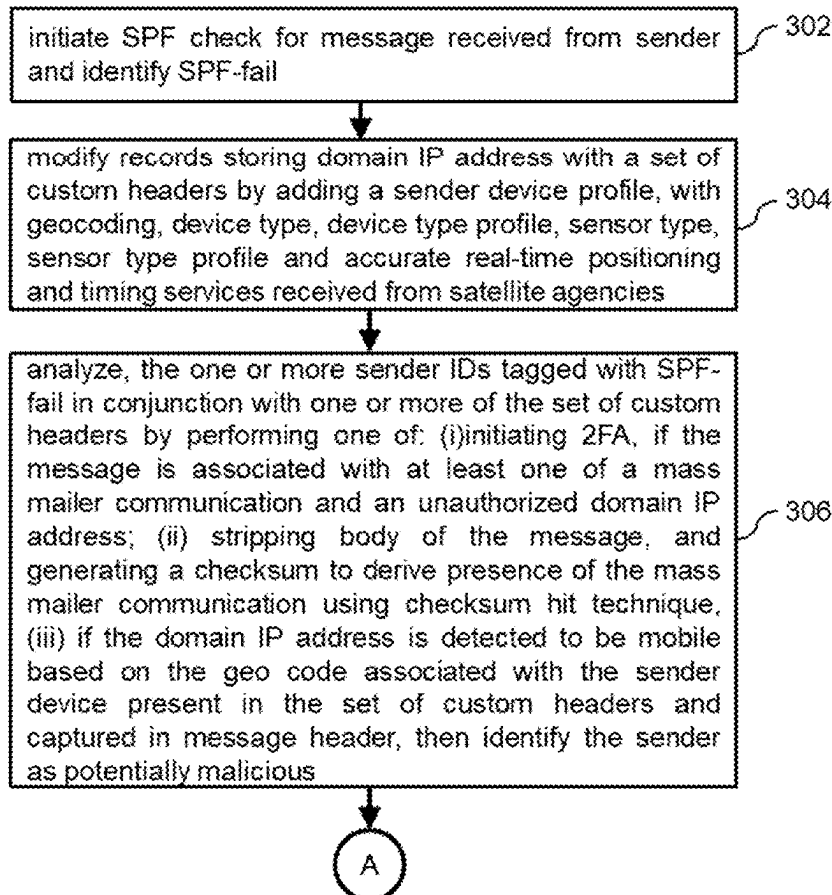 initiate SPF check for message received from sender
and identify SPF-fail
302
modify records storing domain IP address with a set of
custom headers by adding a sender device profile, with
geocoding, device type, device type profile, sensor type,
sensor type profile and accurate real-time positioning
and timing services received from satellite agencies
304
analyze, the one or more sender IDs tagged with SPF-
fail in conjunction with one or more of the set of custom
headers by performing one of: (i)initiating 2FA, if the
message is associated with at least one of a mass
mailer communication and an unauthorized domain IP
address; (ii) stripping body of the message, and
generating a checksum to derive presence of the mass
mailer communication using checksum hit technique,
(iii) if the domain IP address is detected to be mobile
based on the geo code associated with the sender
device present in the set of custom headers and
captured in message header, then identify the sender
as potentially malicious
306
A